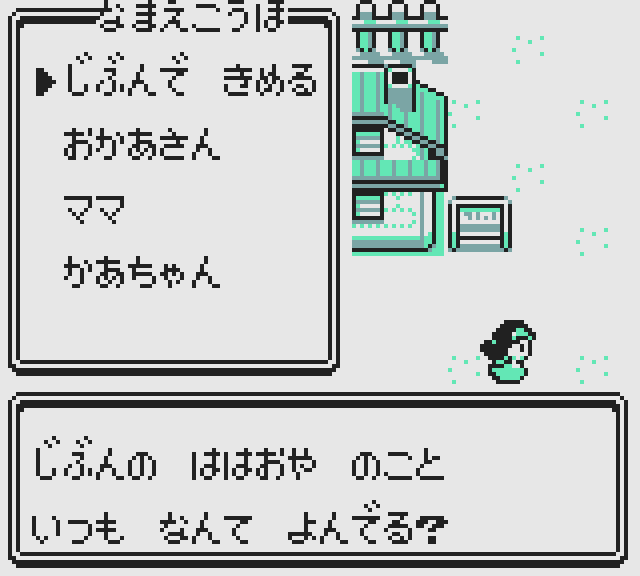 なまえこうほ
▶じぶんで きめる
おかあさん
ママ
かあちゃん
じぶんの ははおや のこと
いつも なんて よんでる?